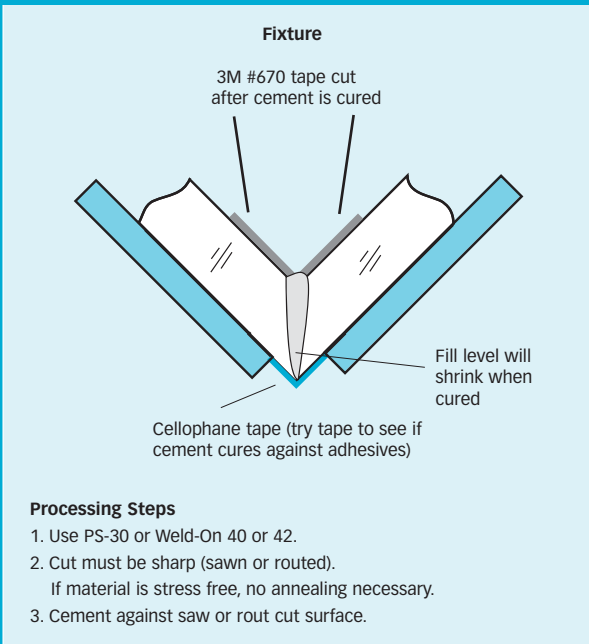 Fixture
3M #670 tape cut
after cement is cured
Fill level will
shrink when
cured
Cellophane tape (try tape to see if
cement cures against adhesives)
Processing Steps
1. Use PS-30 or Weld-On 40 or 42.
2. Cut must be sharp (sawn or routed).
If material is stress free, no annealing necessary.
3. Cement against saw or rout cut surface.